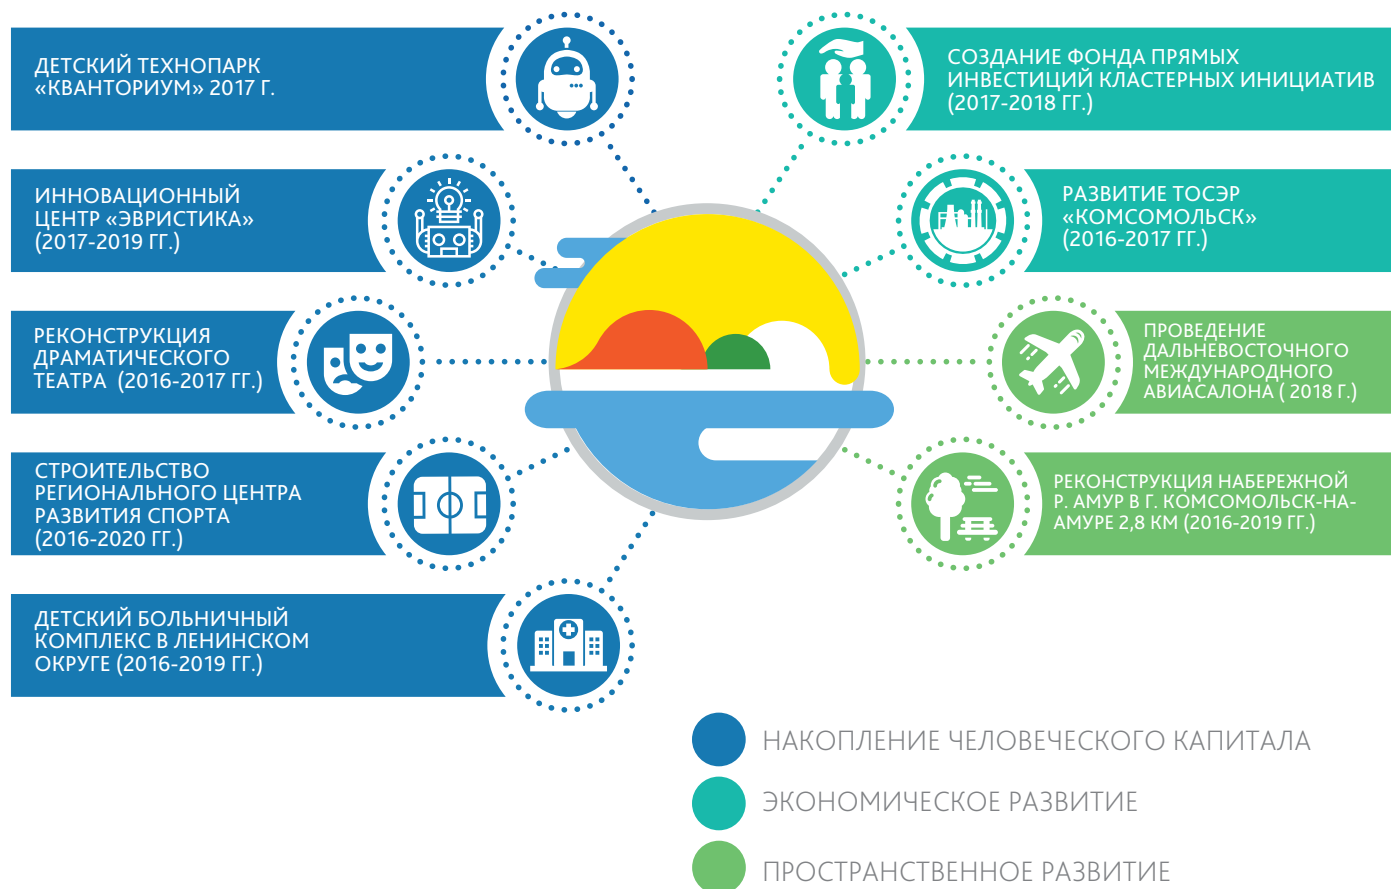 ДЕТСКИЙ ТЕХНОПАРК
«КВАНТОРИУМ» 2017 Г.
ИННОВАЦИОННЫЙ
ЦЕНТР «ЭВРИСТИКА»
(2017-2019 ГГ.)
РЕКОНСТРУКЦИЯ
ДРАМАТИЧЕСКОГО
ТЕАТРА (2016-2017 ГГ.)
СТРОИТЕЛЬСТВО
РЕГИОНАЛЬНОГО ЦЕНТРА
РАЗВИТИЯ СПОРТА
(2016-2020 ГГ.)
ДЕТСКИЙ БОЛЬНИЧНЫЙ
КОМПЛЕКС В ЛЕНИНСКОМ
ОКРУГЕ (2016-2019 ГГ.)
СОЗДАНИЕ ФОНДА ПРЯМЫХ
ИНВЕСТИЦИЙ КЛАСТЕРНЫХ ИНИЦИАТИВ
(2017-2018 ГГ.)
РАЗВИТИЕ ТОСЭР
«КОМСОМОЛЬСК»
(2016-2017 ГГ.)
ПРОВЕДЕНИЕ
ДАЛЬНЕВОСТОЧНОГО
МЕЖДУНАРОДНОГО
АВИАСАЛОНА ( 2018 Г.)
РЕКОНСТРУКЦИЯ НАБЕРЕЖНОЙ
Р. АМУР В Г. КОМСОМОЛЬСК-НА-
АМУРЕ 2,8 КМ (2016-2019 ГГ.)
НАКОПЛЕНИЕ ЧЕЛОВЕЧЕСКОГО КАПИТАЛА
ЭКОНОМИЧЕСКОЕ РАЗВИТИЕ
ПРОСТРАНСТВЕННОЕ РАЗВИТИЕ